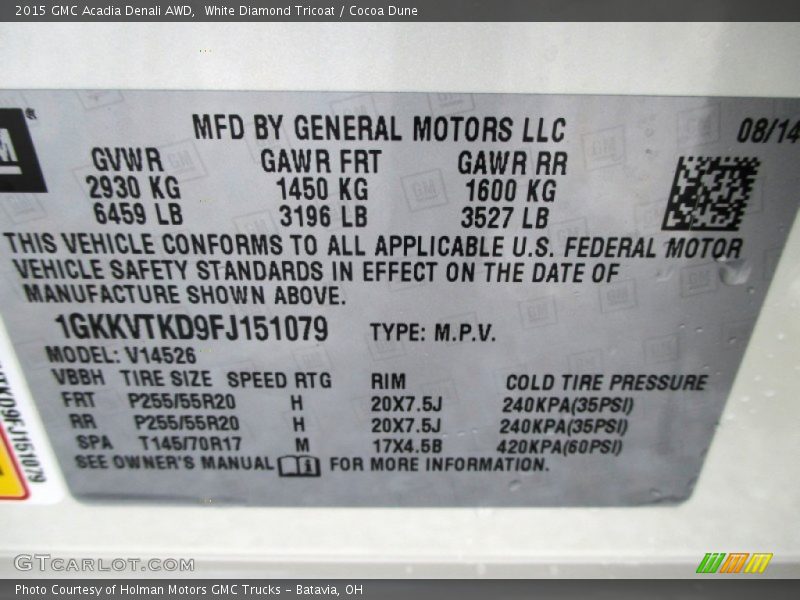 2015 GMC Acadia Denali AWD,  White Diamond Tricoat / Cocoa Dune
GM ®
MFD BY GENERAL MOTORS LLC 08/14
GVWR GAWR FRT GAWR RR
2930 KG 1450 KG 1600 KG
6459 LB 3196 LB 3527 LB
THIS VEHICLE CONFORMS TO ALL APPLICABLE U.S. FEDERAL MOTOR
VEHICLE SAFETY STANDARDS IN EFFECT ON THE DATE OF
MANUFACTURE SHOWN ABOVE.
1GKKVTKD9FJ151079 TYPE: M.P.V.
MODEL: V14526
VBBH TIRE SIZE SPEED RTG RIM COLD TIRE PRESSURE
FRT P255/55R20 H 20X7.5J 240KPA(35PSI)
RR P255/55R20 H 20X7.5J 240KPA(35PSI)
SPA T145/70R17 M 17X4.5B 420KPA(60PSI)
SEE OWNER'S MANUAL FOR MORE INFORMATION.
GTCARLOT.COM
Photo Courtesy of Holman Motors GMC Trucks – Batavia, OH